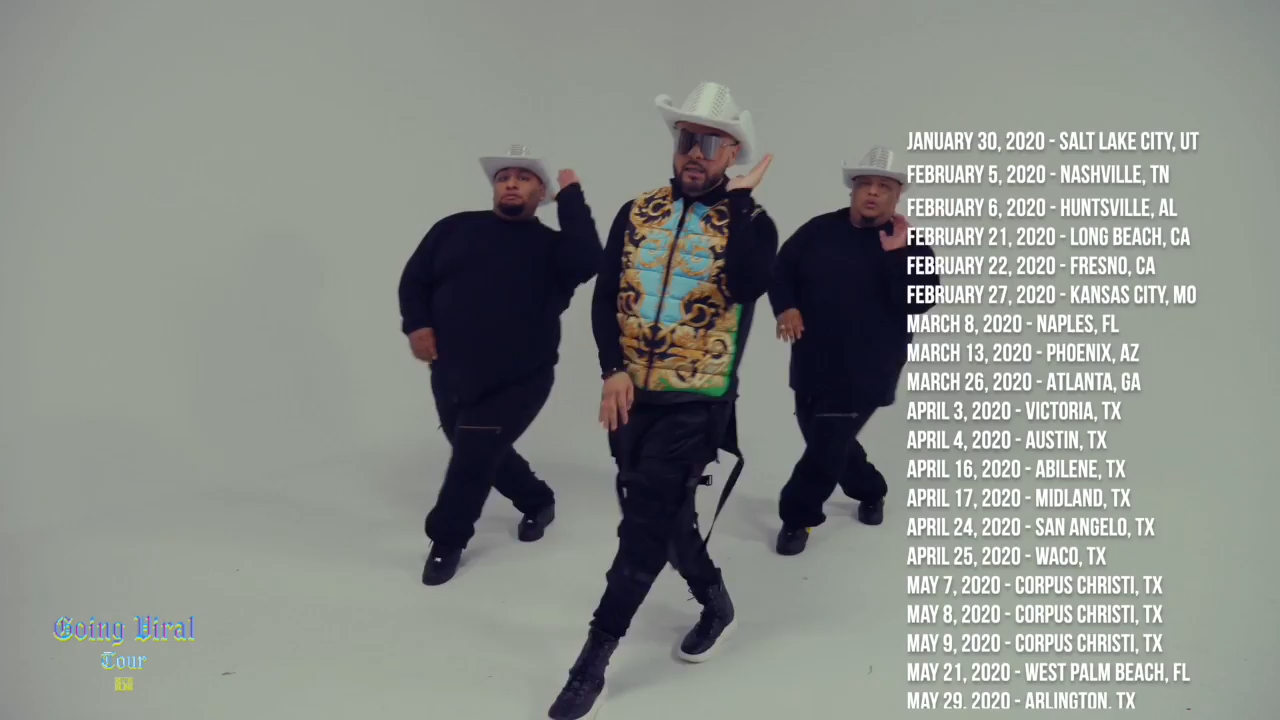 JANUARY 30, 2020 - SALT LAKE CITY, UT
FEBRUARY 5, 2020 - NASHVILLE, TN
FEBRUARY 6, 2020 - HUNTSVILLE, AL
FEBRUARY 21, 2020 - LONG BEACH, CA
FEBRUARY 22, 2020 - FRESNO, CA
FEBRUARY 27, 2020 - KANSAS CITY, MO
MARCH 8, 2020 - NAPLES, FL
MARCH 13, 2020 - PHOENIX, AZ
MARCH 26, 2020 - ATLANTA, GA
APRIL 3, 2020 - VICTORIA, TX
APRIL 4, 2020 - AUSTIN, TX
APRIL 16, 2020 - ABILENE, TX
APRIL 17, 2020 - MIDLAND, TX
APRIL 24, 2020 - SAN ANGELO, TX
APRIL 25, 2020 - WACO, TX
MAY 7, 2020 - CORPUS CHRISTI, TX
MAY 8, 2020 - CORPUS CHRISTI, TX
MAY 9, 2020 - CORPUS CHRISTI, TX
MAY 21, 2020 - WEST PALM BEACH, FL
MAY 29, 2020 - ARLINGTON, TX
Going Viral
Tour